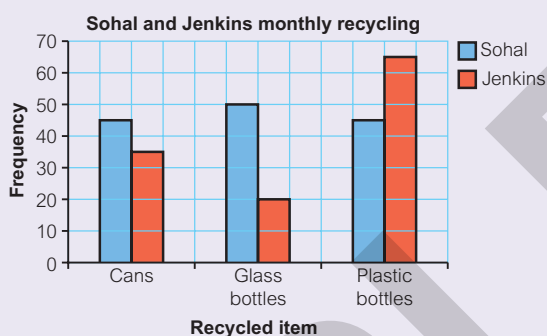 Sohal and Jenkins monthly recycling
70
60
50
40
30
20
10
0
Frequency
Sohal
Jenkins
Cans
Glass
bottles
Plastic
bottles
Recycled item